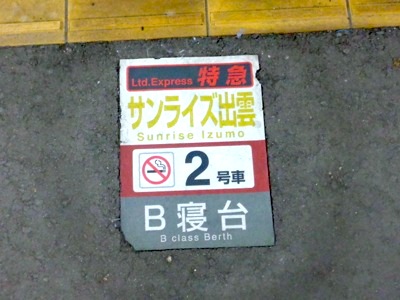 Ltd.Express 特急
サンライズ出雲
Sunrise Izumo
2号車
B寝台
B class Berth